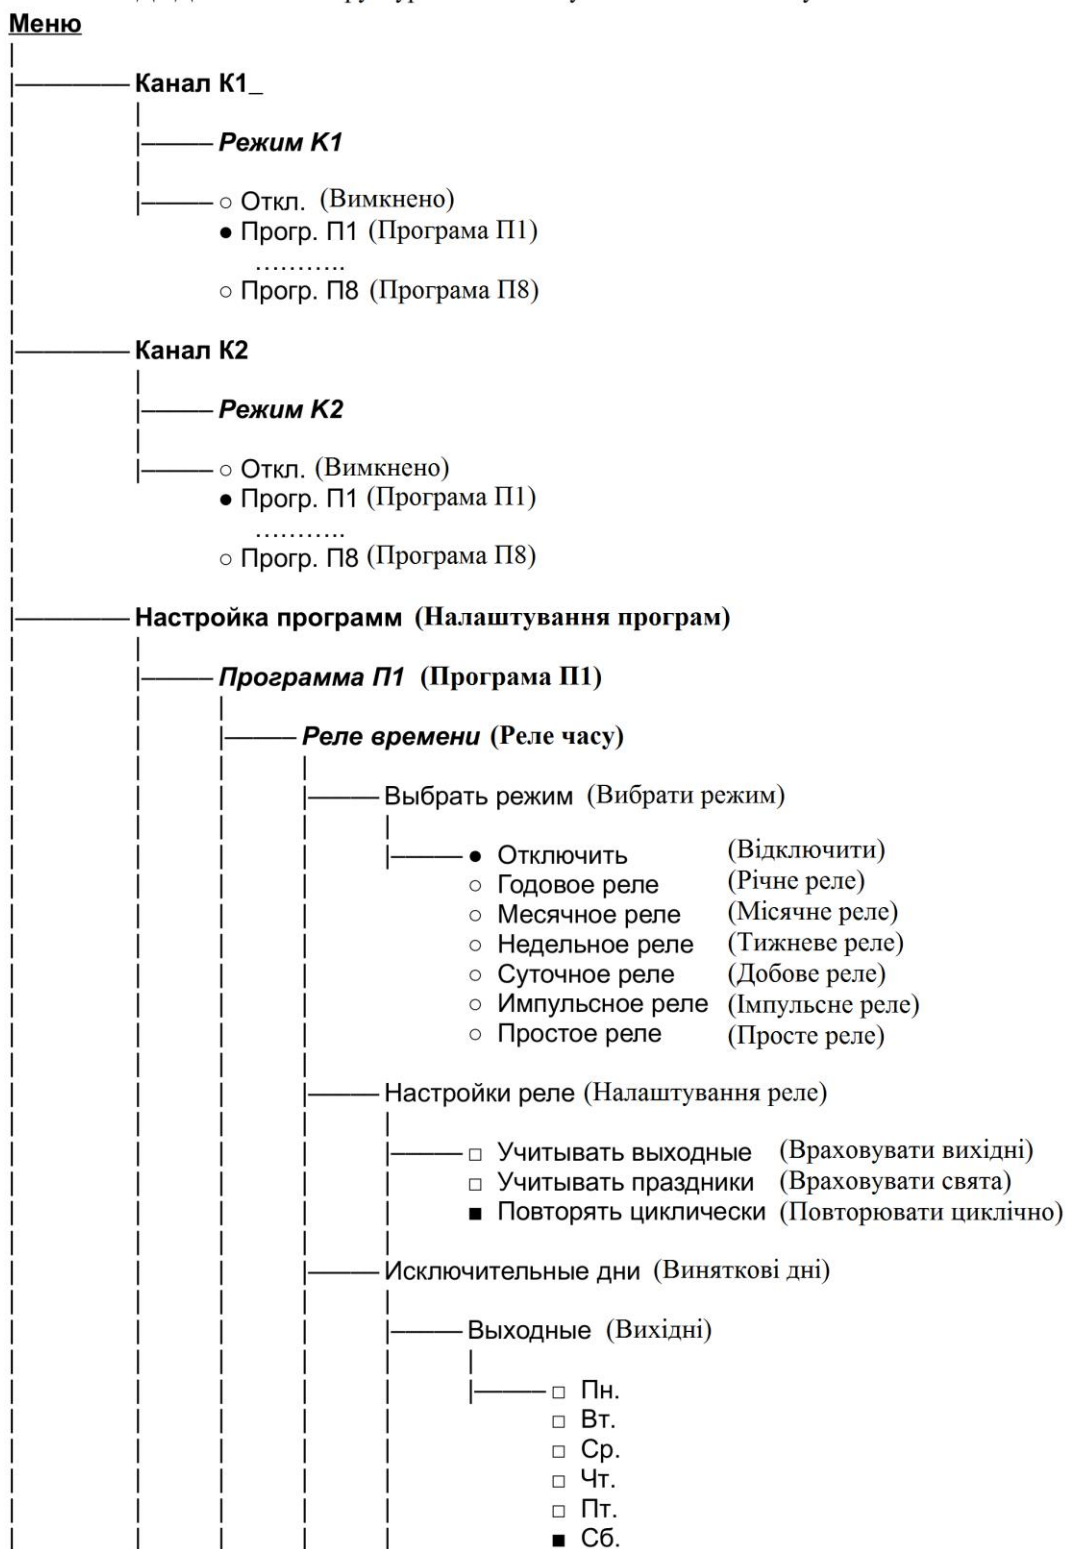 Меню
Канал К1_
Режим К1
○ Откл. (Вимкнено)
● Прогр. П1 (Програма П1)
...........
○ Прогр. П8 (Програма П8)
Канал К2
Режим К2
○ Откл. (Вимкнено)
● Прогр. П1 (Програма П1)
...........
○ Прогр. П8 (Програма П8)
Настройка программ (Налаштування програм)
Программа П1 (Програма П1)
Реле времени (Реле часу)
Выбрать режим (Вибрати режим)
● Отключить (Відключити)
○ Годовое реле (Річне реле)
○ Месячное реле (Місячне реле)
○ Недельное реле (Тижневе реле)
○ Суточное реле (Добове реле)
○ Импульсное реле (Імпульсне реле)
○ Простое реле (Просте реле)
Настройки реле (Налаштування реле)
□ Учитывать выходные (Враховувати вихідні)
□ Учитывать праздники (Враховувати свята)
■ Повторять циклически (Повторювати циклічно)
Исключительные дни (Виняткові дні)
Выходные (Вихідні)
□ Пн.
□ Вт.
□ Ср.
□ Чт.
□ Пт.
■ Сб.